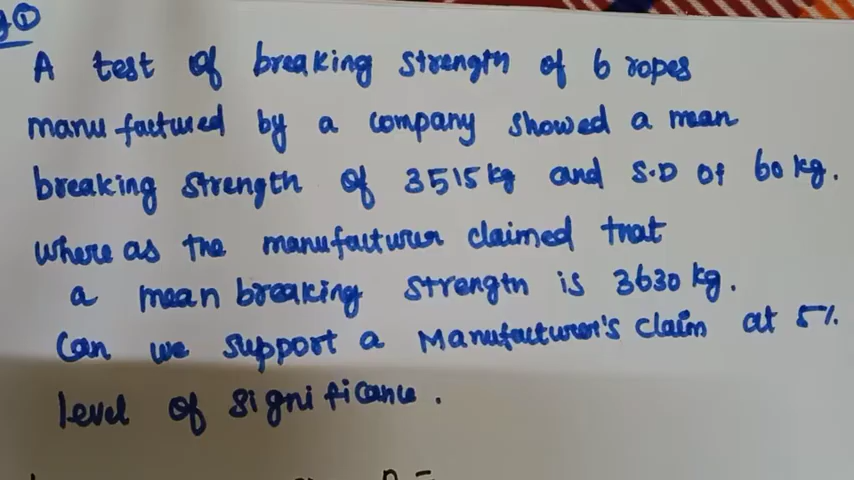 ①
A test of breaking strength of 6 ropes
manufactured by a company showed a mean
breaking strength of 3515 kg and S.D of 60 kg.
where as the manufacturer claimed that
a mean breaking strength is 3630 kg.
Can we support a Manufacturer's claim at 5%
level of significance.
n =